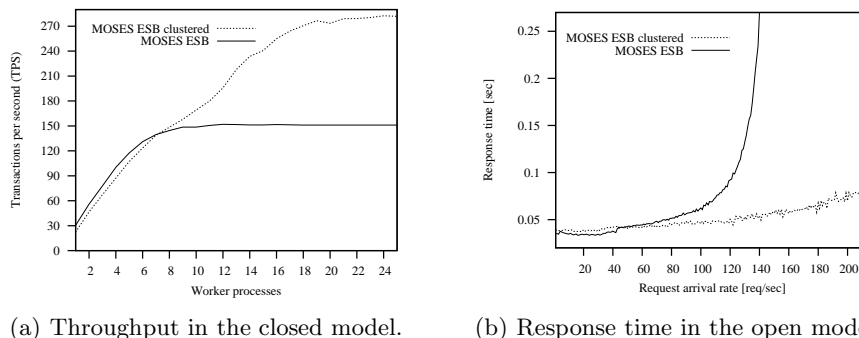 270
240
210
180
150
120
90
60
30
0
Transactions per second (TPS)
MOSES ESB clustered
MOSES ESB
2 4 6 8 10 12 14 16 18 20 22 24
Worker processes
(a) Throughput in the closed model.
0.25
0.2
0.15
0.1
0.05
Response time [sec]
MOSES ESB clustered
MOSES ESB
20 40 60 80 100 120 140 160 180 200
Request arrival rate [req/sec]
(b) Response time in the open mode